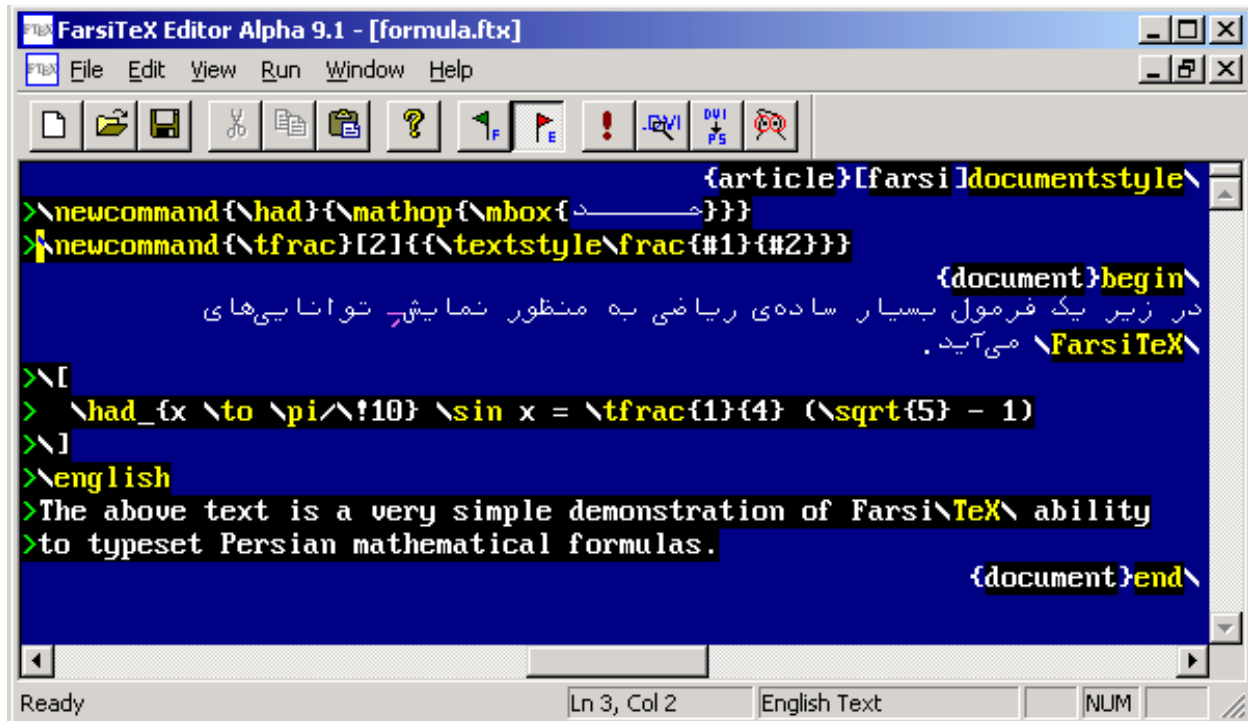 FarsiTeX Editor Alpha 9.1 - [formula.ftx]
File Edit View Run Window Help
F E DVI DVI PS
\documentstyle[farsi]{article}
>\newcommand{\had}{\mathop{\mbox{حــــــد}}}
>\newcommand{\tfrac}[2]{{\textstyle\frac{#1}{#2}}}
\begin{document}
در زیر یک فرمول بسیار ساده‌ی ریاضی به منظور نمایشِ توانایی‌های
\FarsiTeX\ می‌آید.
>\[
> \had_{x \to \pi/\!10} \sin x = \tfrac{1}{4} (\sqrt{5} - 1)
>\]
>\english
>The above text is a very simple demonstration of Farsi\TeX\ ability
>to typeset Persian mathematical formulas.
\end{document}
Ready Ln 3, Col 2 English Text NUM